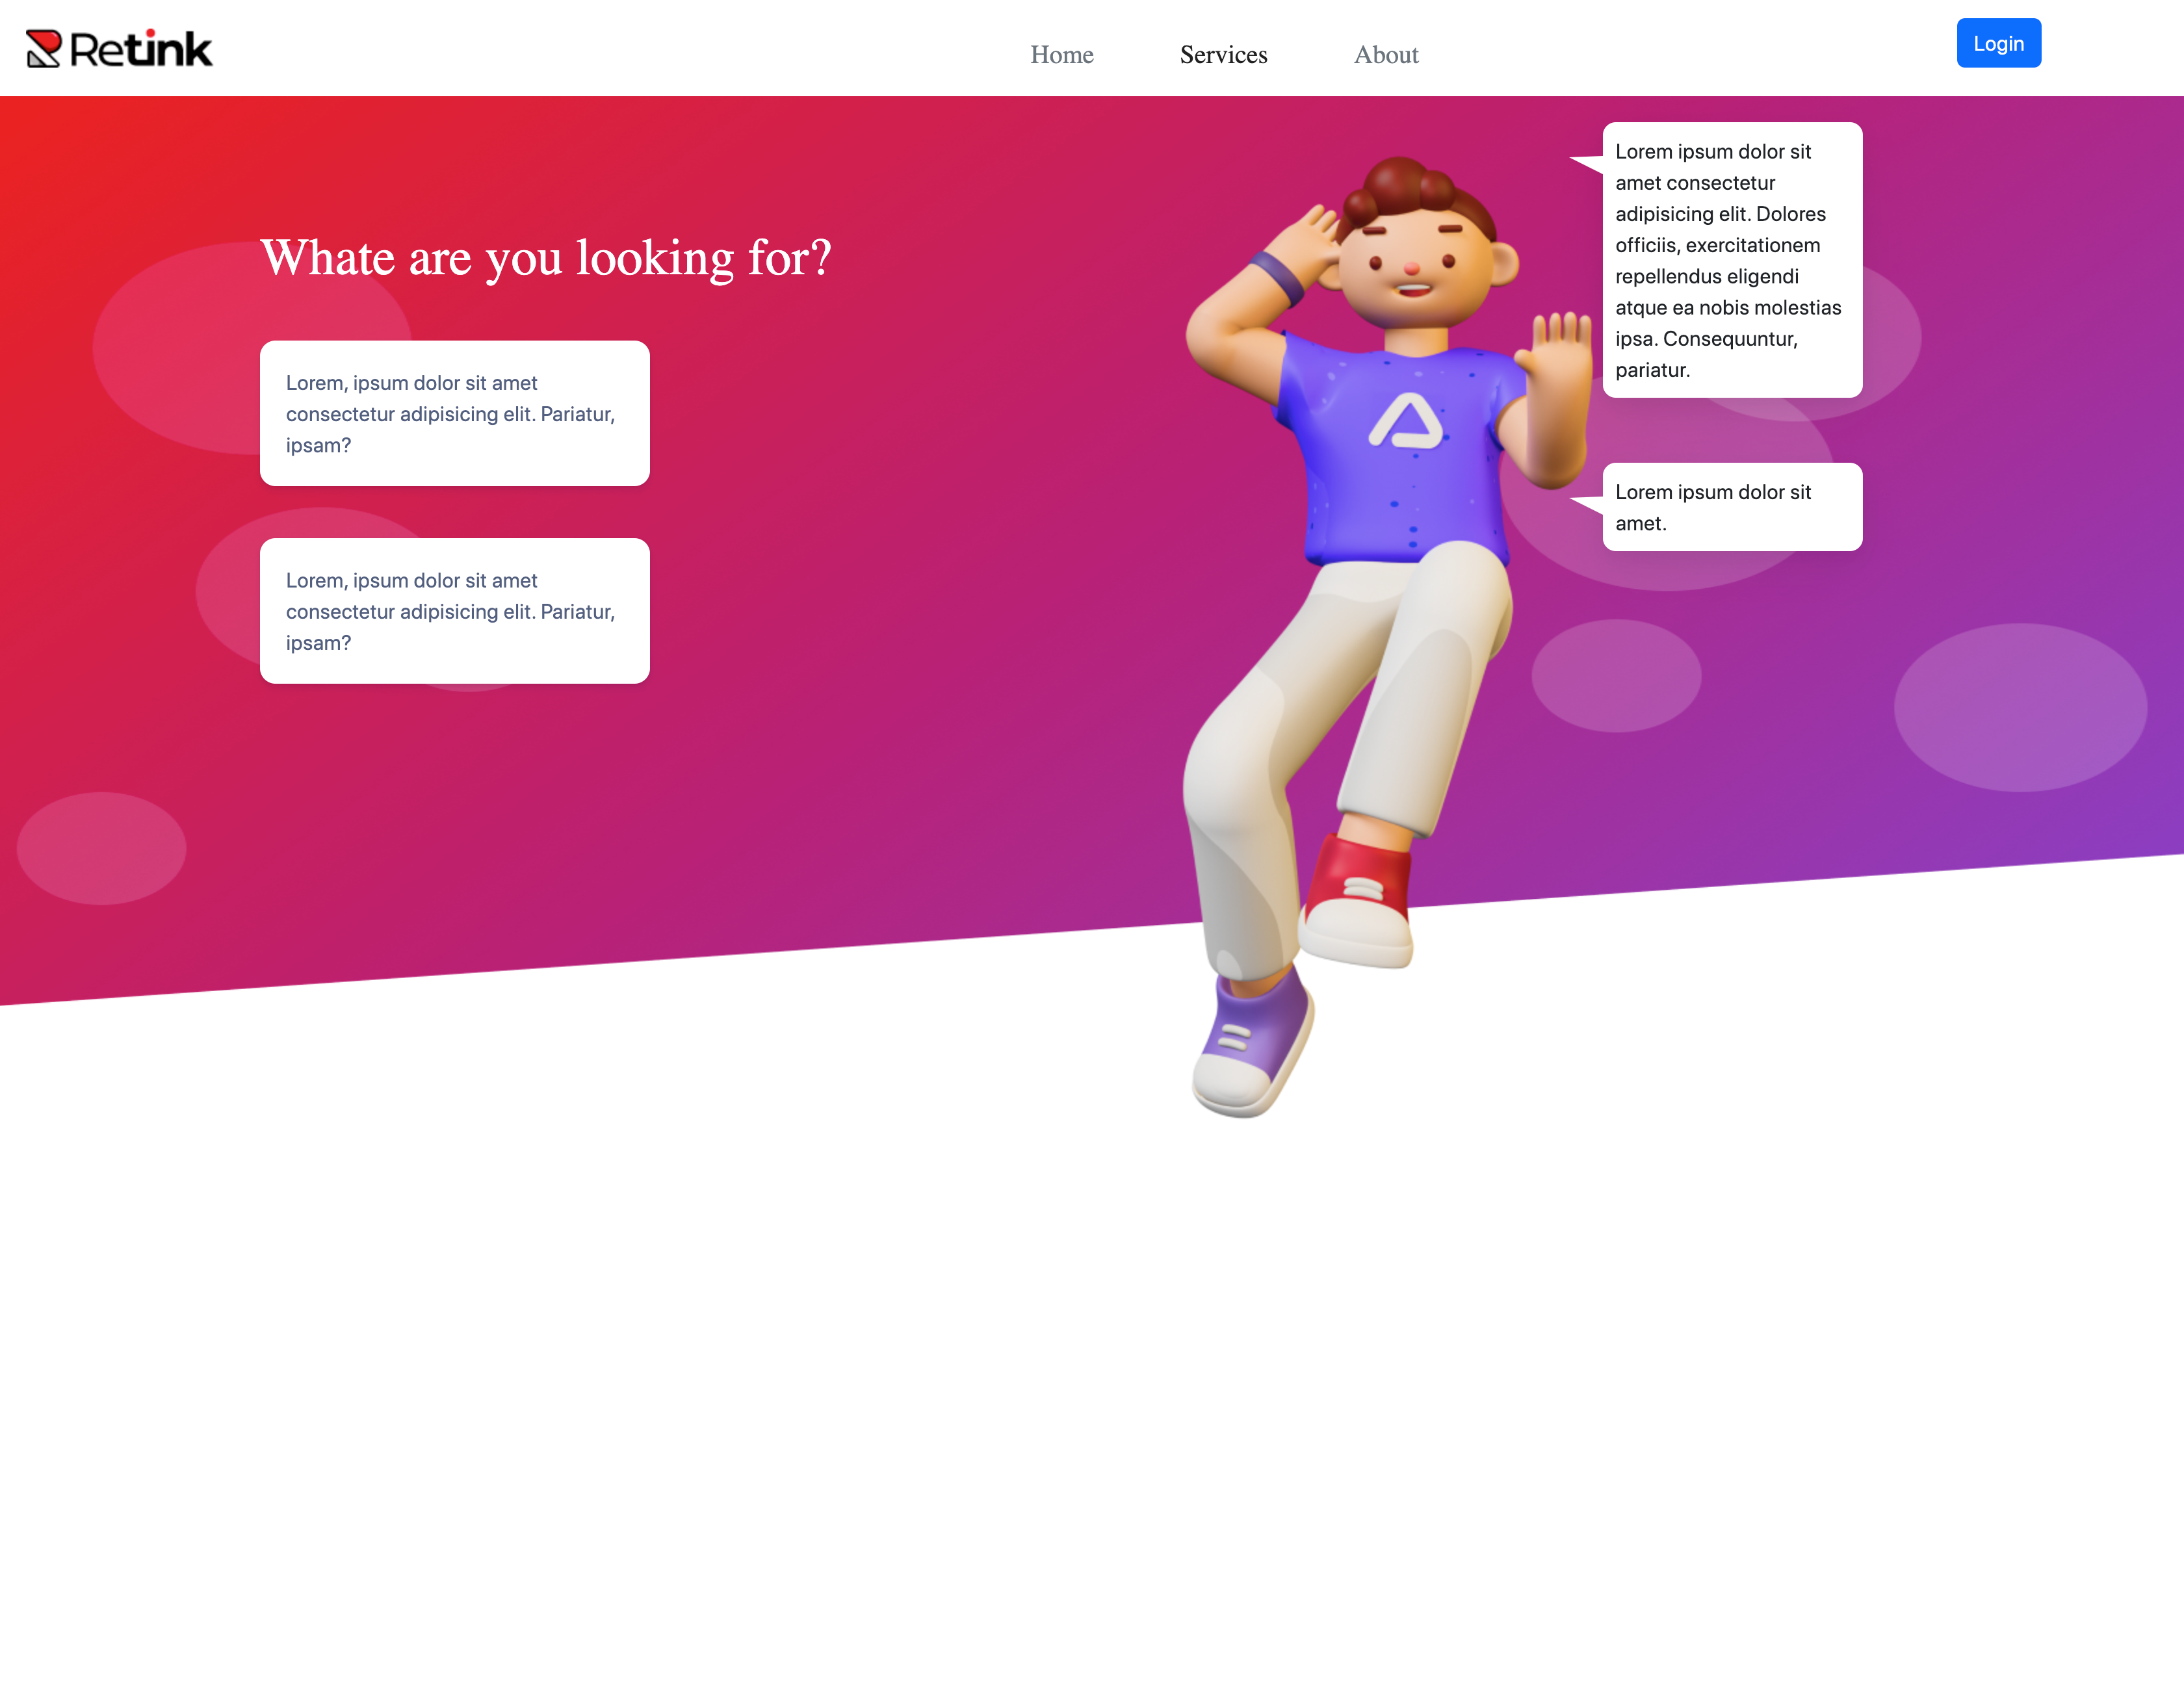 Retink
Home
Services
About
Login
Whate are you looking for?
Lorem, ipsum dolor sit amet
consectetur adipisicing elit. Pariatur,
ipsam?
Lorem, ipsum dolor sit amet
consectetur adipisicing elit. Pariatur,
ipsam?
Lorem ipsum dolor sit
amet consectetur
adipisicing elit. Dolores
officiis, exercitationem
repellendus eligendi
atque ea nobis molestias
ipsa. Consequuntur,
pariatur.
Lorem ipsum dolor sit
amet.